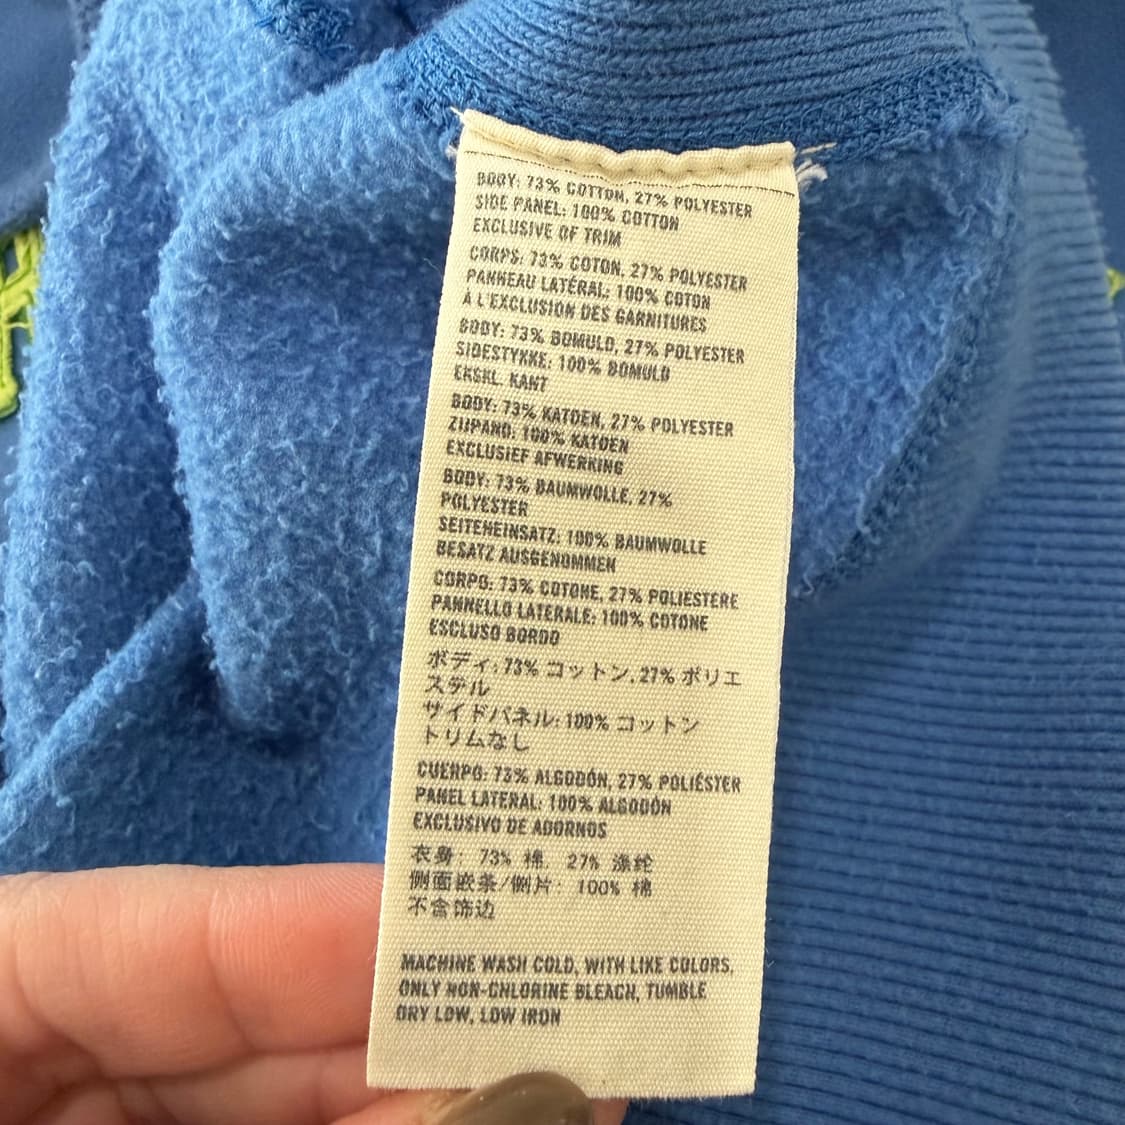 BODY: 73% COTTON, 27% POLYESTER
SIDE PANEL: 100% COTTON
EXCLUSIVE OF TRIM
CORPS: 73% COTON, 27% POLYESTER
PANNEAU LATÉRAL: 100% COTON
À L'EXCLUSION DES GARNITURES
BODY: 73% BOMULD, 27% POLYESTER
SIDESTYKKE: 100% BOMULD
EKSKL. KANT
BODY: 73% KATOEN, 27% POLYESTER
ZIJPAND: 100% KATOEN
EXCLUSIEF AFWERKING
BODY: 73% BAUMWOLLE, 27%
POLYESTER
SEITENEINSATZ: 100% BAUMWOLLE
BESATZ AUSGENOMMEN
CORPO: 73% COTONE, 27% POLIESTERE
PANNELLO LATERALE: 100% COTONE
ESCLUSO BORDO
ボディ: 73% コットン, 27% ポリエ
ステル
サイドパネル: 100% コットン
トリムなし
CUERPO: 73% ALGODÓN, 27% POLIÉSTER
PANEL LATERAL: 100% ALGODÓN
EXCLUSIVO DE ADORNOS
衣身: 73% 棉, 27% 涤纶
侧面嵌条/侧片: 100% 棉
不含饰边
MACHINE WASH COLD, WITH LIKE COLORS,
ONLY NON-CHLORINE BLEACH, TUMBLE
DRY LOW, LOW IRON